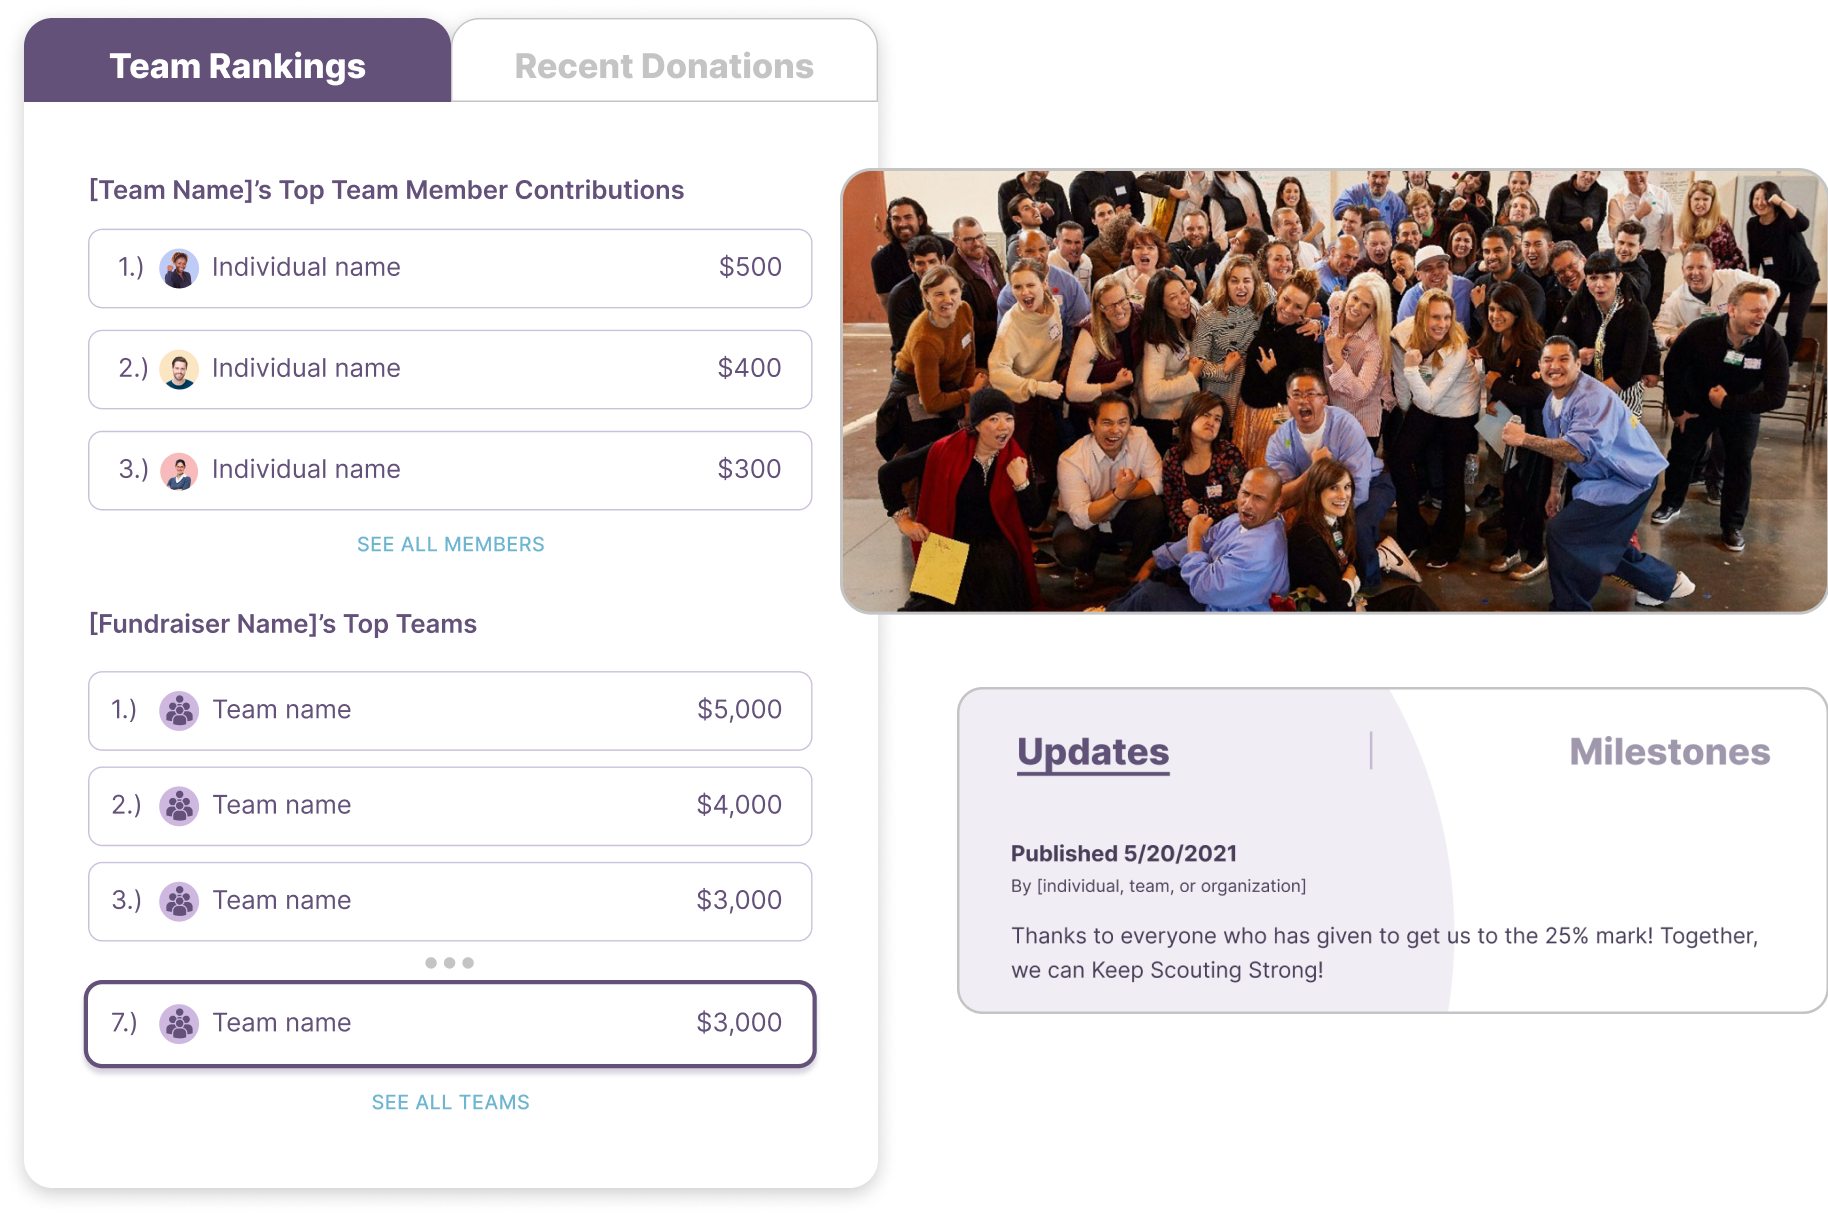 Team Rankings
Recent Donations
[Team Name]’s Top Team Member Contributions
1.) Individual name $500
2.) Individual name $400
3.) Individual name $300
SEE ALL MEMBERS
[Fundraiser Name]’s Top Teams
1.) Team name $5,000
2.) Team name $4,000
3.) Team name $3,000
7.) Team name $3,000
SEE ALL TEAMS
Updates
Milestones
Published 5/20/2021
By [individual, team, or organization]
Thanks to everyone who has given to get us to the 25% mark! Together,
we can Keep Scouting Strong!